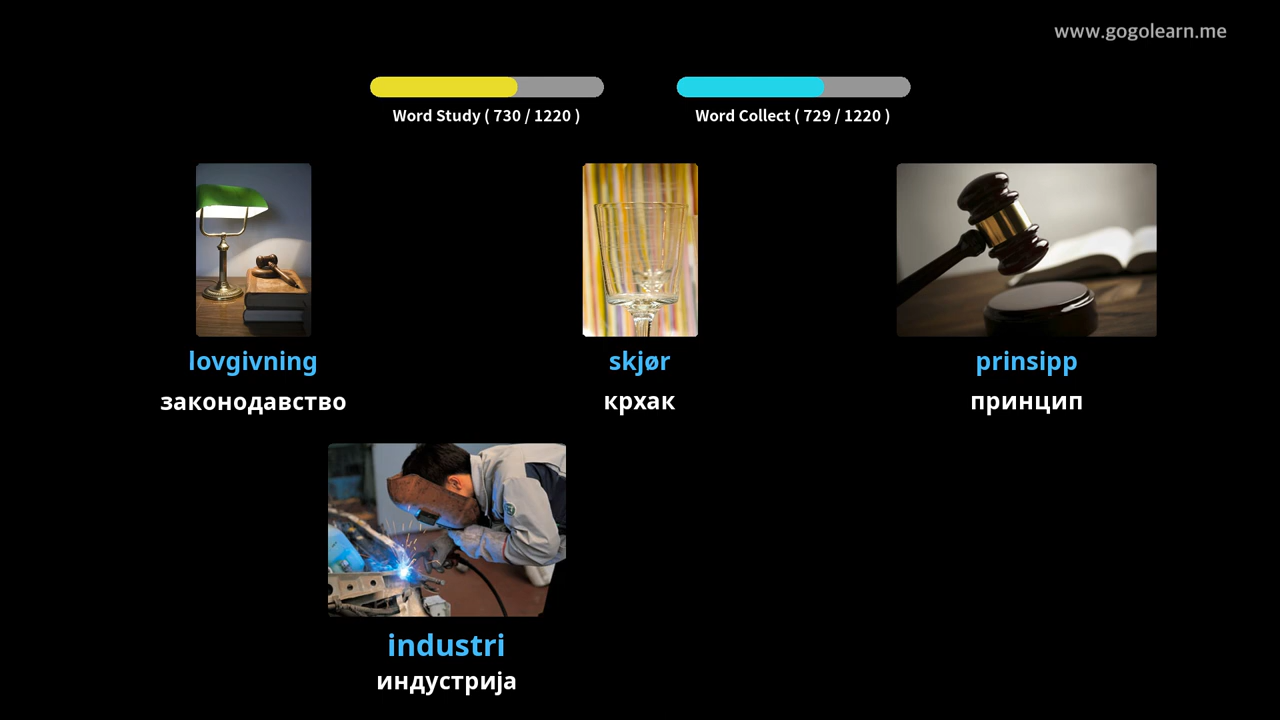 www.gogolearn.me
Word Study ( 730 / 1220 )
Word Collect ( 729 / 1220 )
lovgivning
законодавство
skjør
крхак
prinsipp
принцип
industri
индустрија